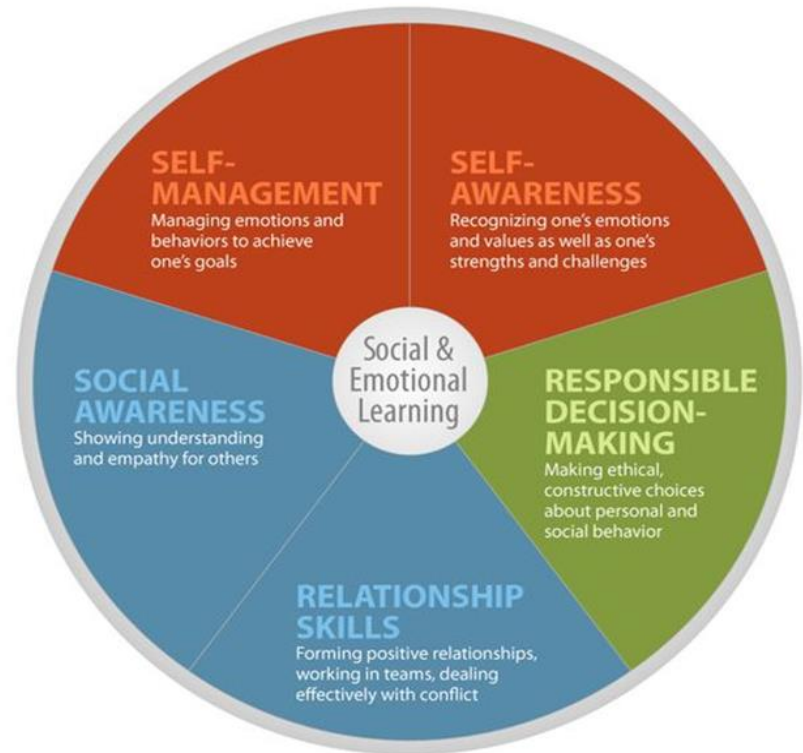 SELF-
MANAGEMENT
Managing emotions and
behaviors to achieve
one's goals
SELF-
AWARENESS
Recognizing one's emotions
and values as well as one's
strengths and challenges
Social &
Emotional
Learning
SOCIAL
AWARENESS
Showing understanding
and empathy for others
RESPONSIBLE
DECISION-
MAKING
Making ethical,
constructive choices
about personal and
social behavior
RELATIONSHIP
SKILLS
Forming positive relationships,
working in teams, dealing
effectively with conflict